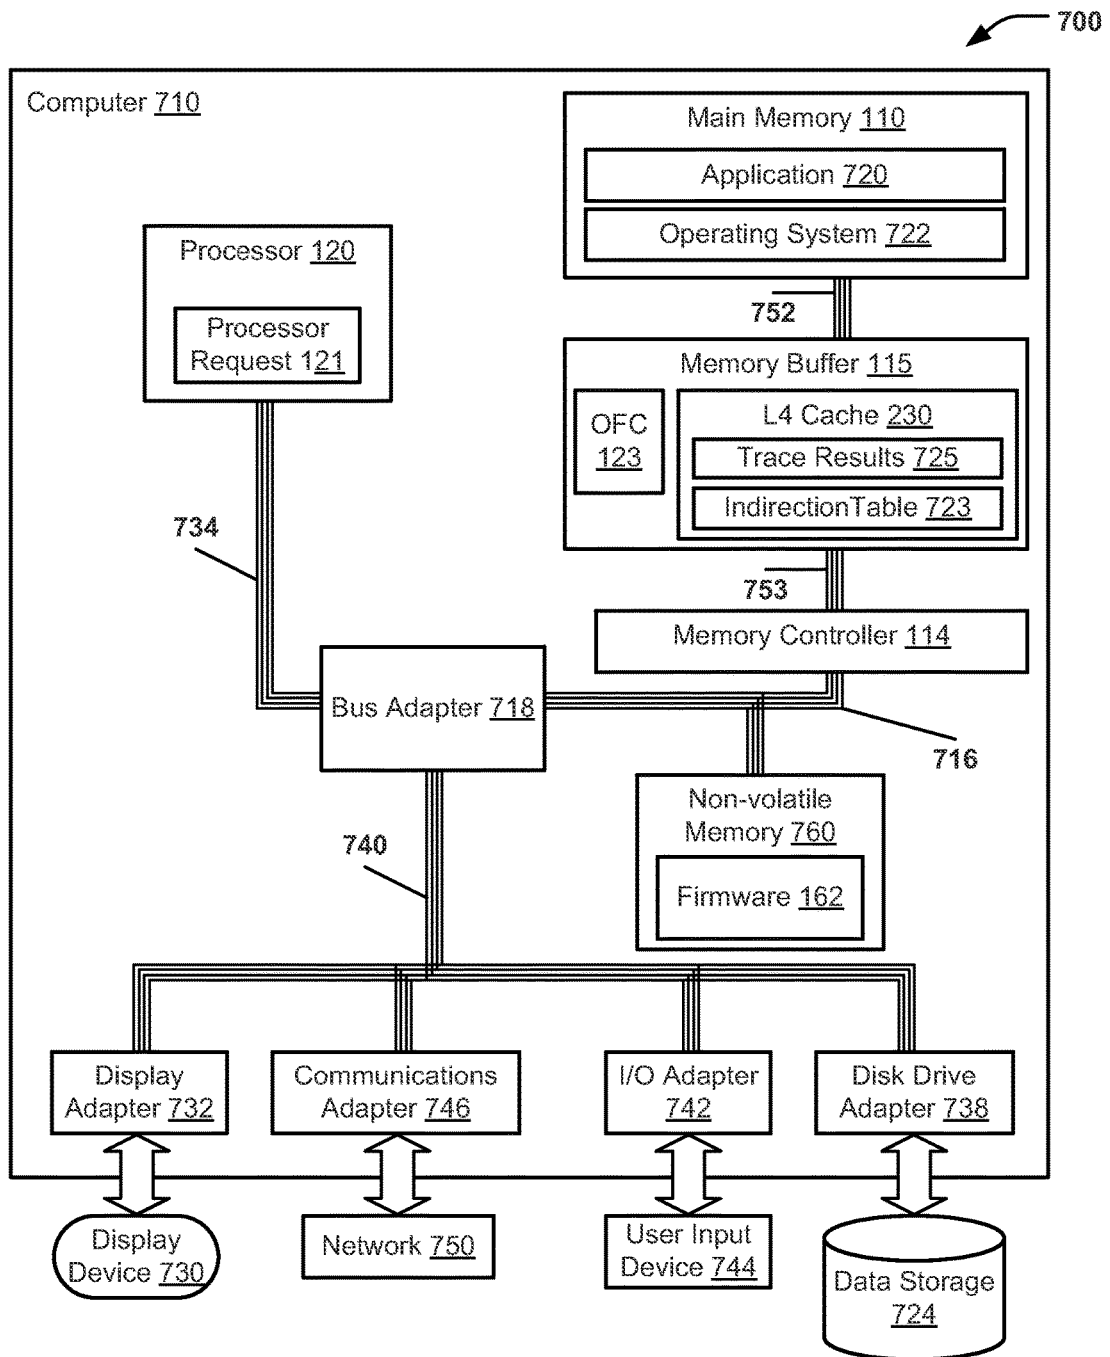 700
Computer 710
Main Memory 110
Application 720
Operating System 722
Processor 120
Processor
Request 121
752
Memory Buffer 115
OFC
123
L4 Cache 230
Trace Results 725
IndirectionTable 723
734
753
Memory Controller 114
Bus Adapter 718
716
Non-volatile
Memory 760
Firmware 162
740
Display
Adapter 732
Communications
Adapter 746
I/O Adapter
742
Disk Drive
Adapter 738
Display
Device 730
Network 750
User Input
Device 744
Data Storage
724